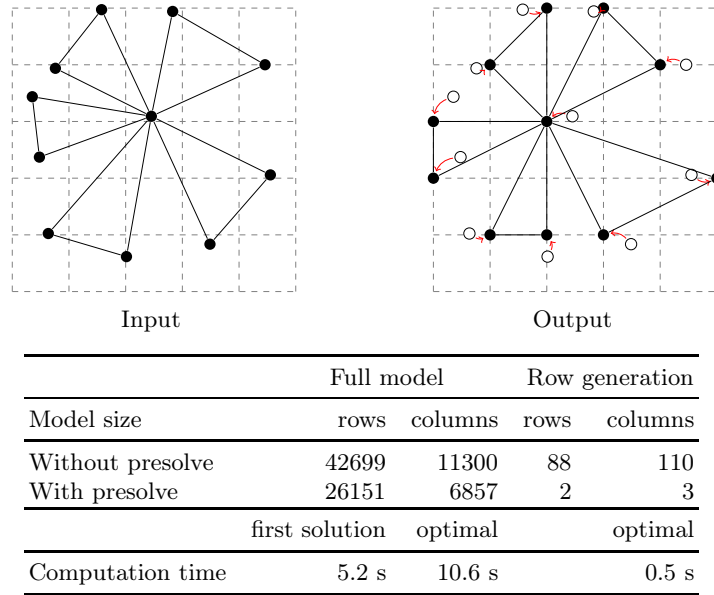 Input Output
Full model Row generation
Model size rows columns rows columns
Without presolve 42699 11300 88 110
With presolve 26151 6857 2 3
first solution optimal optimal
Computation time 5.2 s 10.6 s 0.5 s